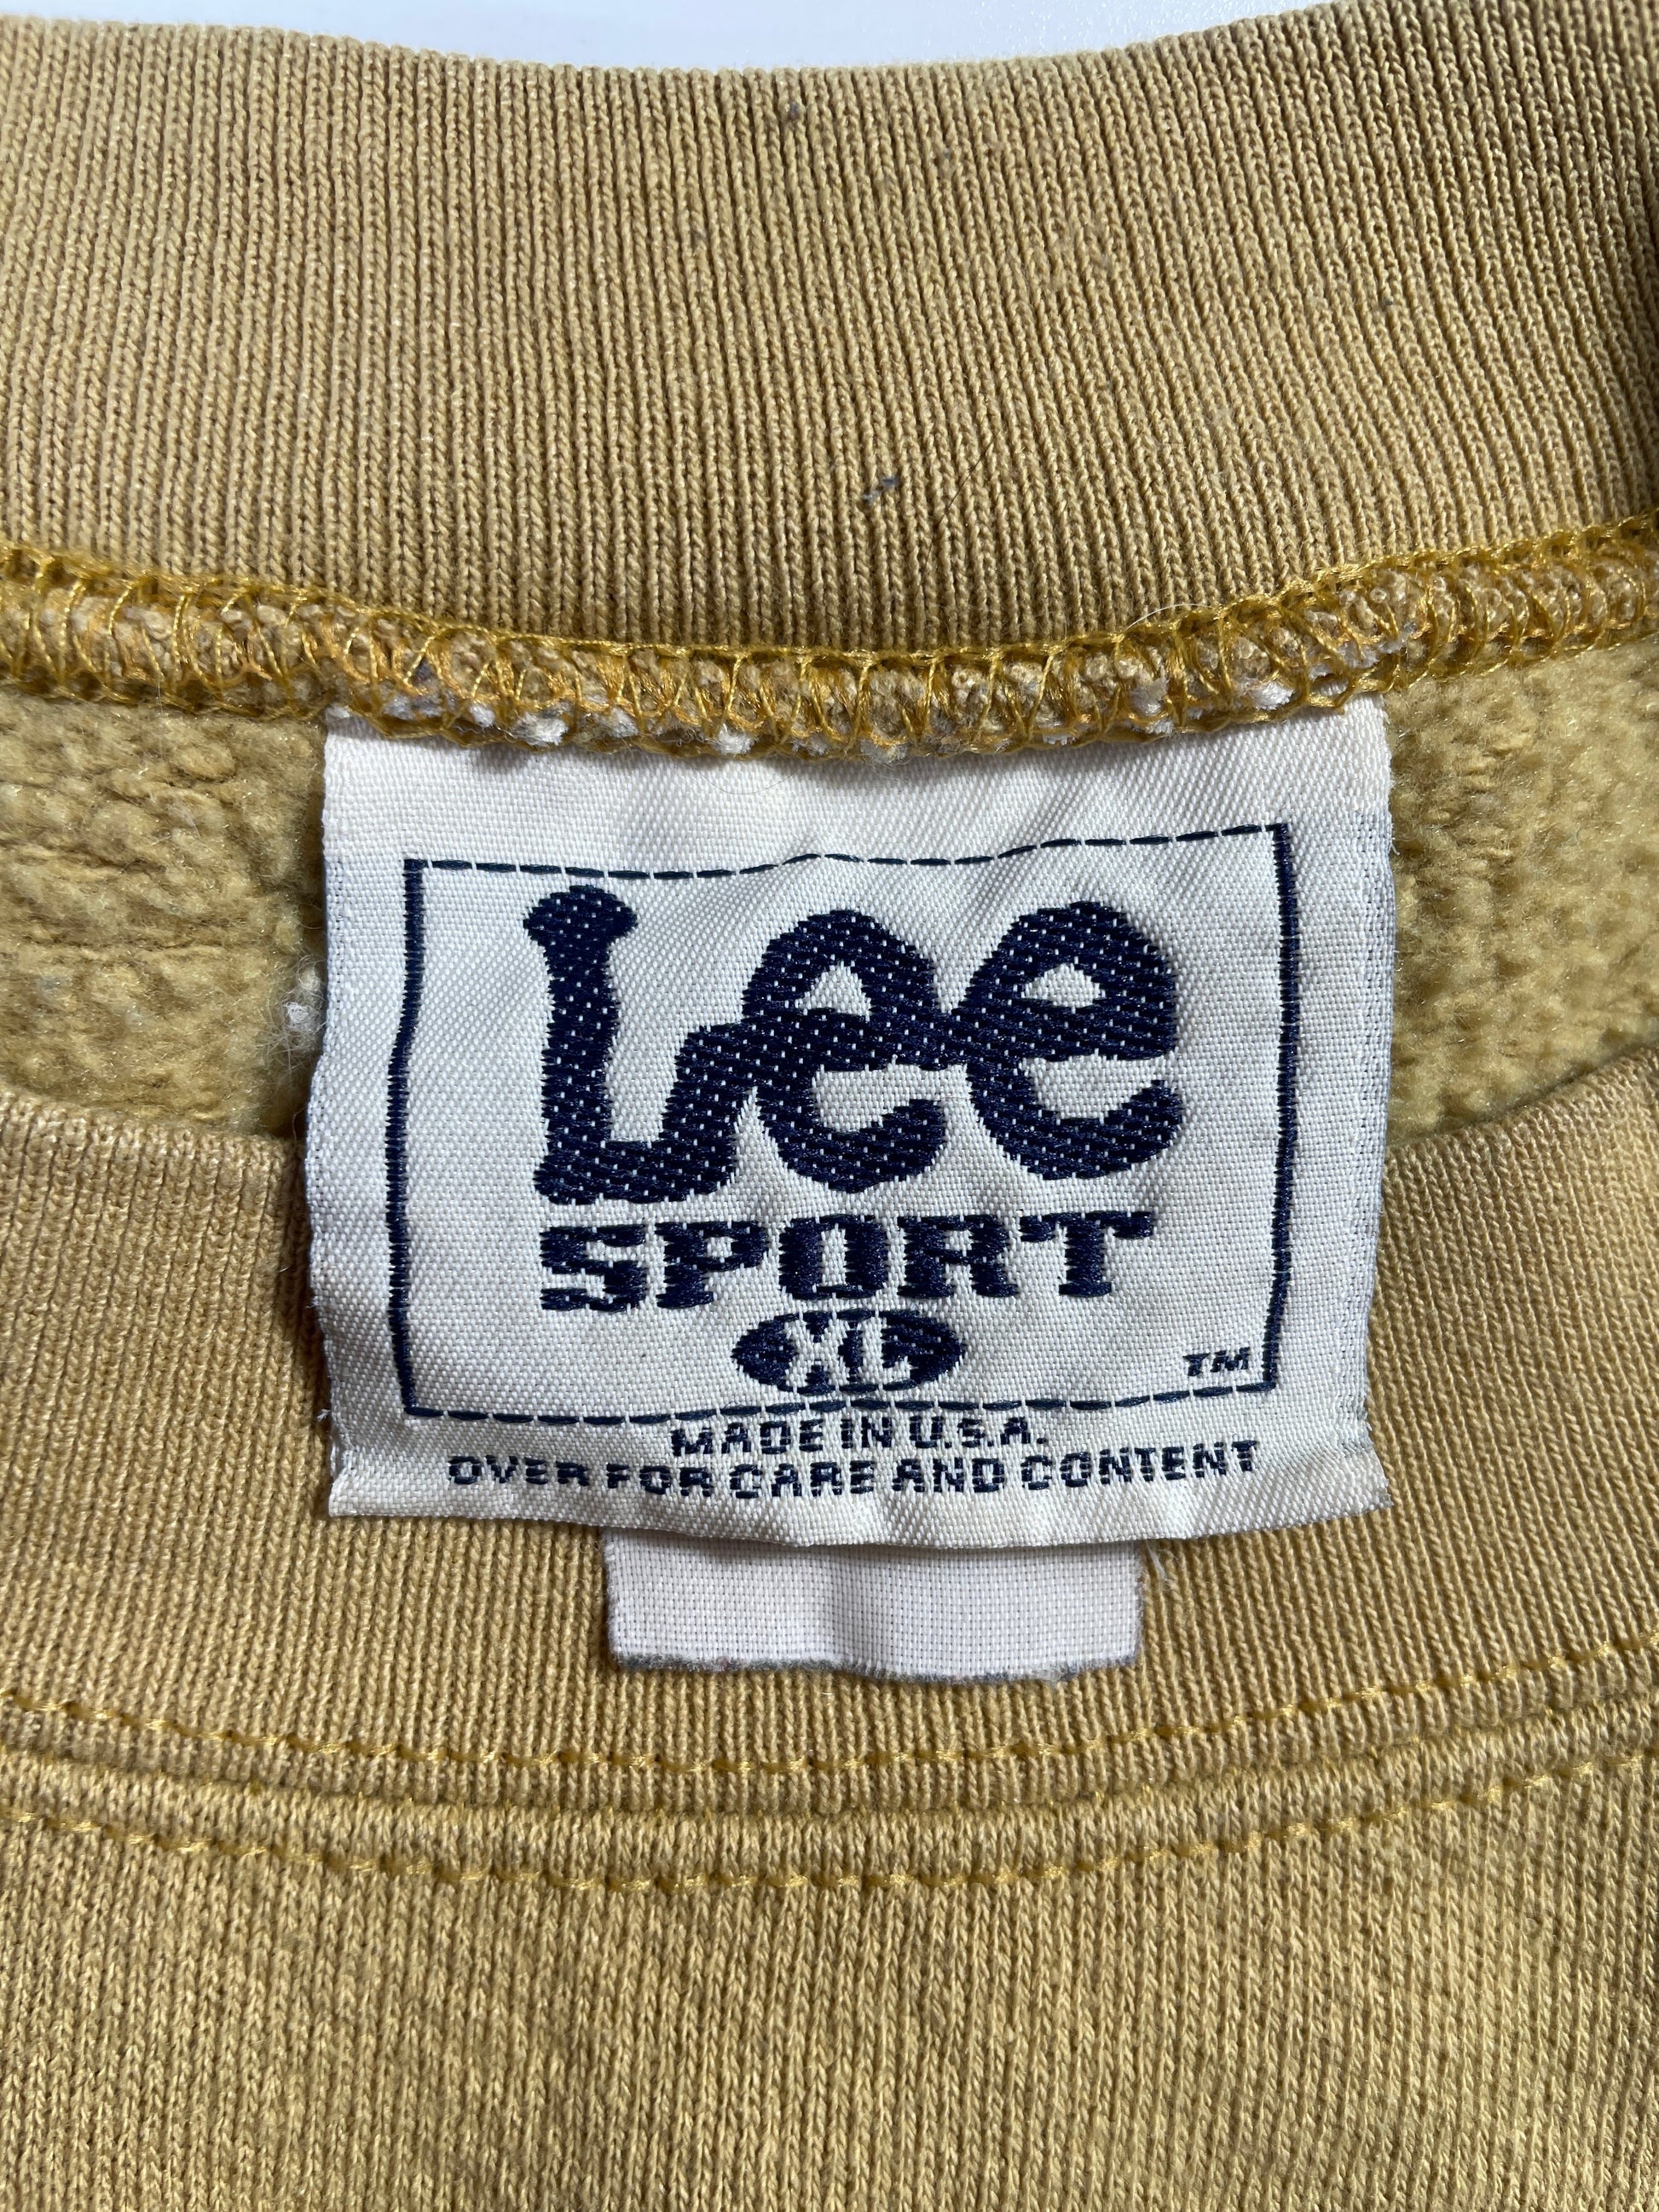 Lee
SPORT
XL
TM
MADE IN U.S.A.
OVER FOR CARE AND CONTENT